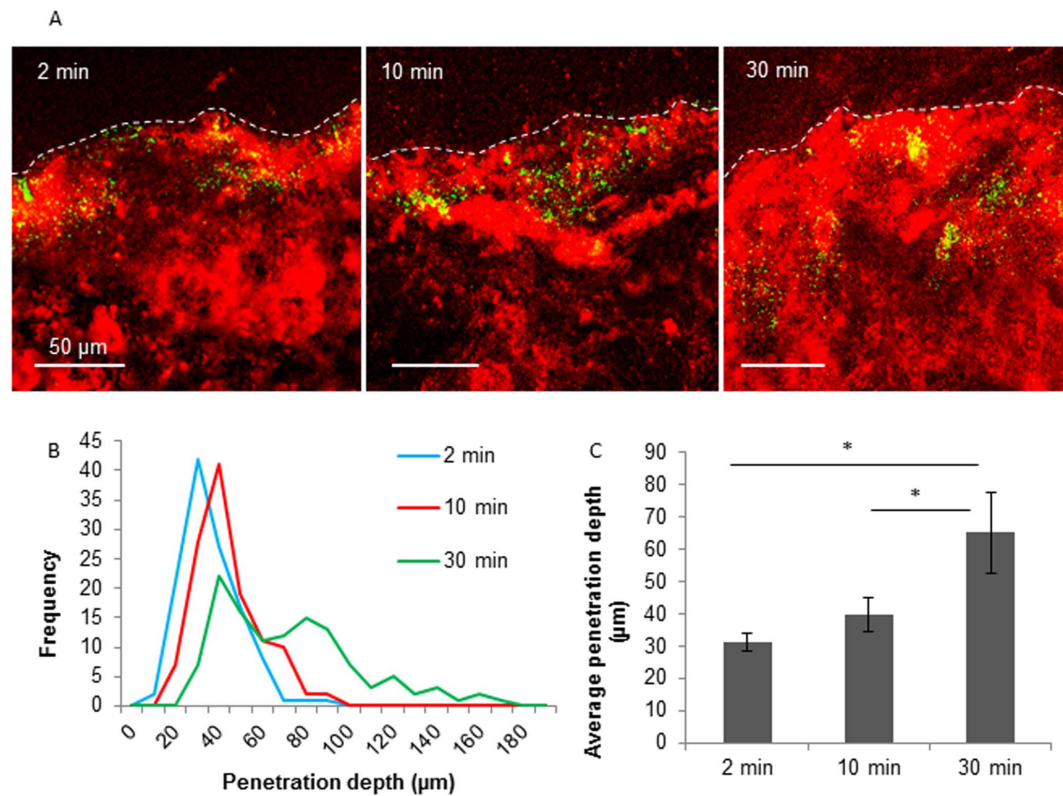 A
2 min
10 min
30 min
50 µm
B
45
40
35
30
25
20
15
10
5
0
Frequency
2 min
10 min
30 min
0
20
40
60
80
100
120
140
160
180
Penetration depth (µm)
C
90
80
70
60
50
40
30
20
10
0
Average penetration depth
(µm)
*
*
2 min
10 min
30 min